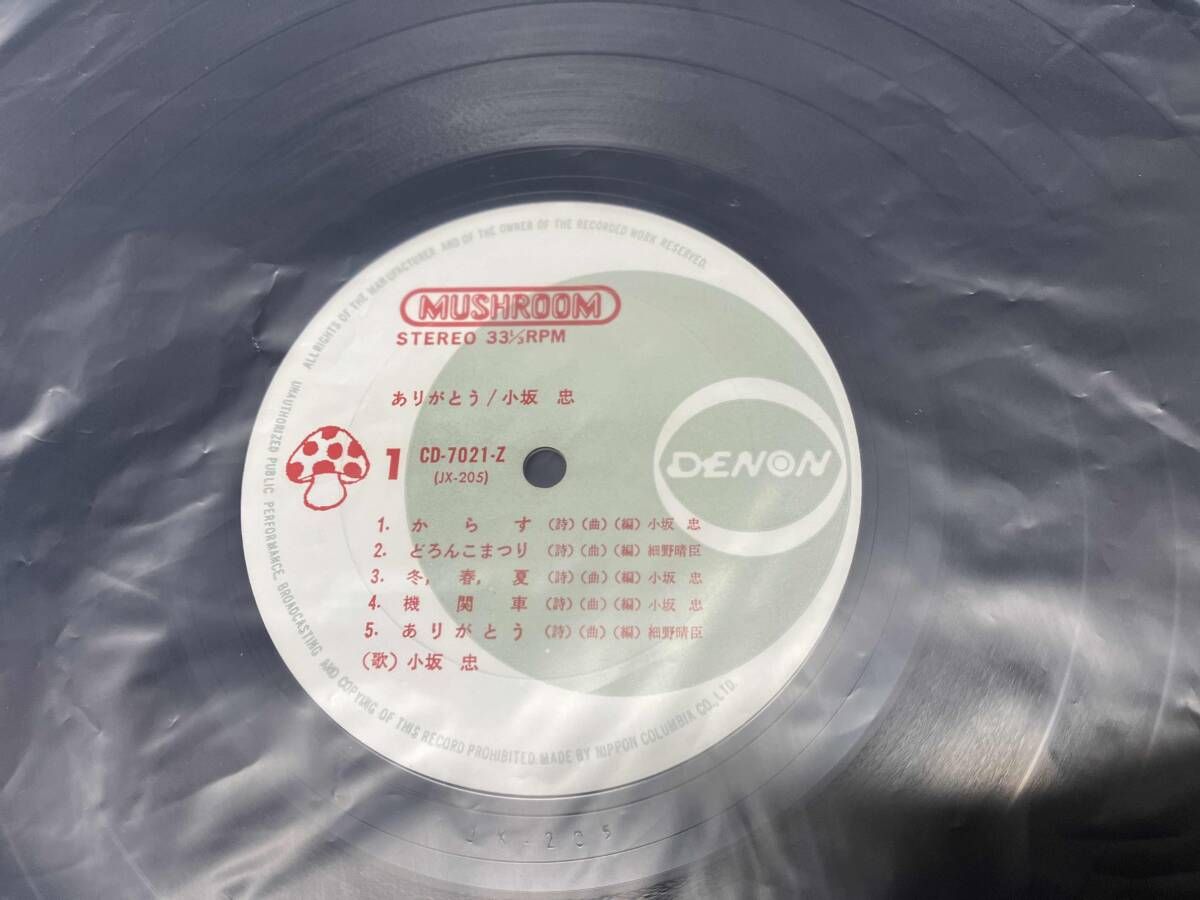 ALL RIGHTS OF THE MANUFACTURER AND OF THE OWNER OF THE RECORDED WORK RESERVED.
MUSHROOM
STEREO 33⅓RPM
ありがとう/小坂 忠
1 CD-7021-Z
(JX-205)
DENON
1. からす (詩)(曲)(編)小坂 忠
2. どろんこまつり (詩)(曲)(編)細野晴臣
3. 冬,春,夏 (詩)(曲)(編)小坂 忠
4. 機関車 (詩)(曲)(編)小坂 忠
5. ありがとう (詩)(曲)(編)細野晴臣
(歌)小坂 忠
UNAUTHORIZED PUBLIC PERFORMANCE, BROADCASTING AND COPYING OF THIS RECORD PROHIBITED. MADE BY NIPPON COLUMBIA CO., LTD.
JX-205